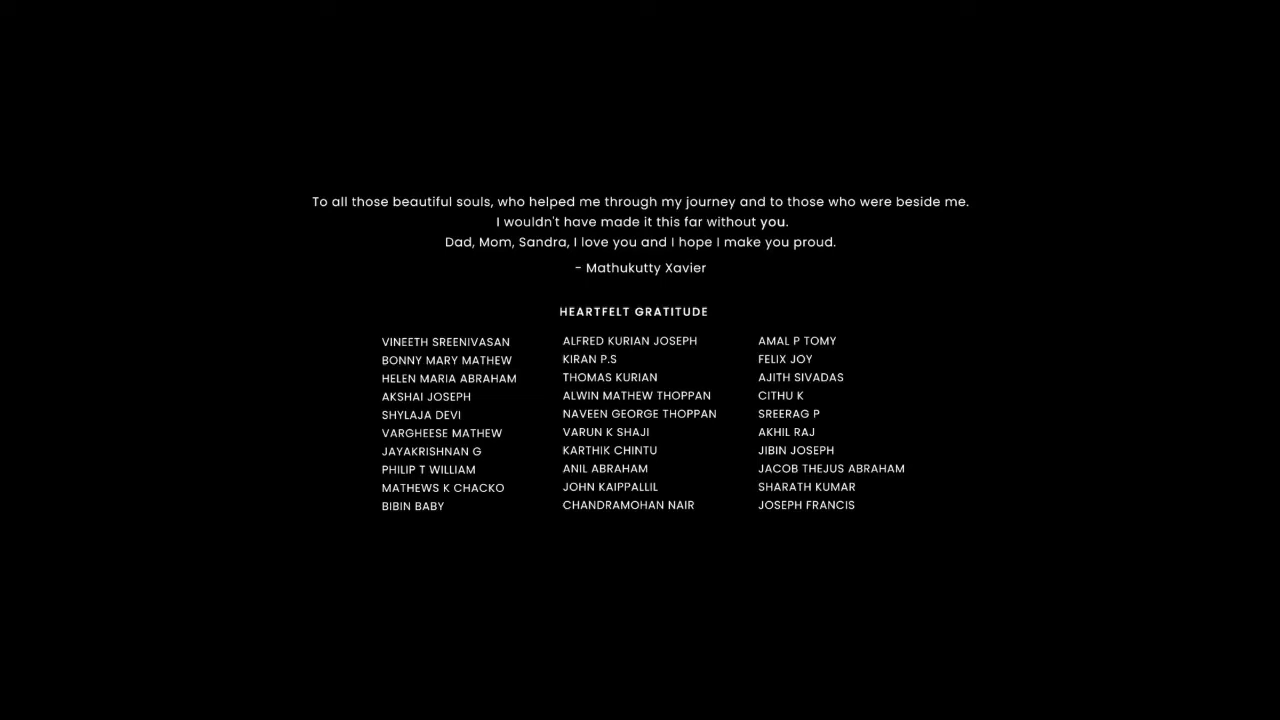 To all those beautiful souls, who helped me through my journey and to those who were beside me.
I wouldn't have made it this far without you.
Dad, Mom, Sandra, I love you and I hope I make you proud.
- Mathukutty Xavier
HEARTFELT GRATITUDE
VINEETH SREENIVASAN
BONNY MARY MATHEW
HELEN MARIA ABRAHAM
AKSHAI JOSEPH
SHYLAJA DEVI
VARGHEESE MATHEW
JAYAKRISHNAN G
PHILIP T WILLIAM
MATHEWS K CHACKO
BIBIN BABY
ALFRED KURIAN JOSEPH
KIRAN P.S
THOMAS KURIAN
ALWIN MATHEW THOPPAN
NAVEEN GEORGE THOPPAN
VARUN K SHAJI
KARTHIK CHINTU
ANIL ABRAHAM
JOHN KAIPPALLIL
CHANDRAMOHAN NAIR
AMAL P TOMY
FELIX JOY
AJITH SIVADAS
CITHU K
SREERAG P
AKHIL RAJ
JIBIN JOSEPH
JACOB THEJUS ABRAHAM
SHARATH KUMAR
JOSEPH FRANCIS